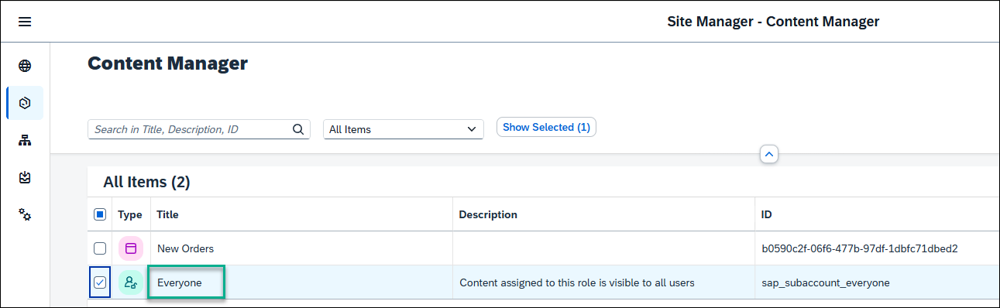 Site Manager - Content Manager
Content Manager
Search in Title, Description, ID
All Items
Show Selected (1)
All Items (2)
Type Title Description ID
New Orders b0590c2f-06f6-477b-97df-1dbfc71dbed2
Everyone Content assigned to this role is visible to all users sap_subaccount_everyone